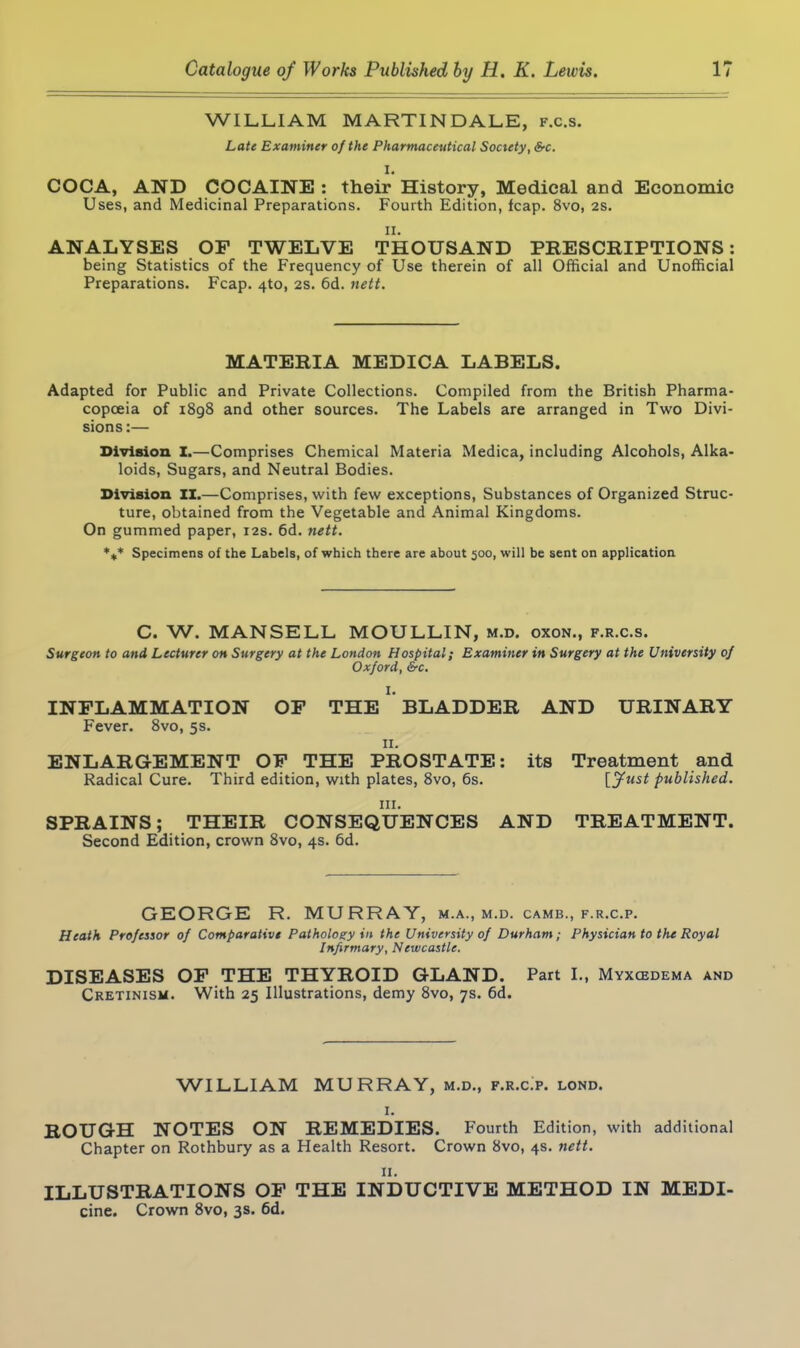 Catalogue of Works Published by H. K. Lewis. 17
WILLIAM MARTINDALE, F.C.S.
Late Examiner of the Pharmaceutical Society, &c.
I.
COCA, AND COCAINE : their History, Medical and Economic
Uses, and Medicinal Preparations. Fourth Edition, fcap. 8vo, 2s.
II.
ANALYSES OF TWELVE THOUSAND PRESCRIPTIONS:
being Statistics of the Frequency of Use therein of all Official and Unofficial
Preparations. Fcap. 4to, 2s. 6d. nett.
MATERIA MEDICA LABELS.
Adapted for Public and Private Collections. Compiled from the British Pharma-
copœia of 1898 and other sources. The Labels are arranged in Two Divi-
sions:—
Division I.—Comprises Chemical Materia Medica, including Alcohols, Alka-
loids, Sugars, and Neutral Bodies.
Division II.—Comprises, with few exceptions, Substances of Organized Struc-
ture, obtained from the Vegetable and Animal Kingdoms.
On gummed paper, 12s. 6d. nett.
*** Specimens of the Labels, of which there are about 500, will be sent on application
C. W. MANSELL MOULLIN, M.D. OXON., F.R.C.S.
Surgeon to and Lecturer on Surgery at the London Hospital; Examiner in Surgery at the University of
Oxford, &c.
I.
INFLAMMATION OF THE BLADDER AND URINARY
Fever. 8vo, 5s.
II.
ENLARGEMENT OF THE PROSTATE: its Treatment and
Radical Cure. Third edition, with plates, 8vo, 6s. [Just published.
III.
SPRAINS; THEIR CONSEQUENCES AND TREATMENT.
Second Edition, crown 8vo, 4s. 6d.
GEORGE R. MURRAY, M.A., M.D. CAMB., F.R.C.P.
Heath Professor of Comparative Pathology in the University of Durham; Physician to the Royal
Infirmary, Newcastle.
DISEASES OF THE THYROID GLAND. Part I., MYXŒDEMA AND
CRETINISM. With 25 Illustrations, demy 8vo, 7s. 6d.
WILLIAM MURRAY, M.D., F.R.C.P. LOND.
I.
ROUGH NOTES ON REMEDIES. Fourth Edition, with additional
Chapter on Rothbury as a Health Resort. Crown 8vo, 4s. nett.
II.
ILLUSTRATIONS OF THE INDUCTIVE METHOD IN MEDI-
cine. Crown 8vo, 3s. 6d.